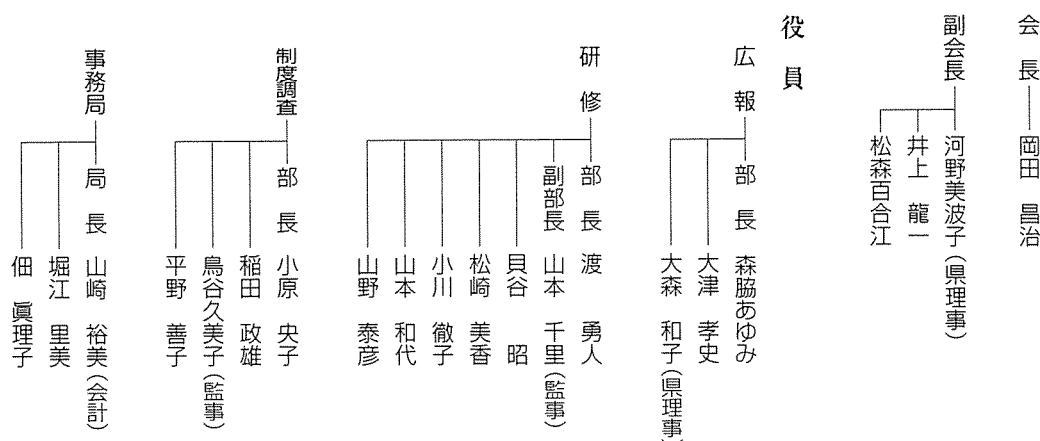 会長 岡田 昌治
副会長 河野美波子(県理事)
井上 龍一
松森百合江
役員
広報 部長 森脇あゆみ
大津 孝史
大森 和子(県理事)
研修 部長 渡 勇人
副部長 山本 千里(監事)
貝谷 昭
松崎 美香
小川 徹子
山本 和代
山野 泰彦
制度調査 部長 小原 央子
稲田 政雄
鳥谷久美子(監事)
平野 善子
事務局 局長 山崎 裕美(会計)
堀江 里美
佃 眞理子